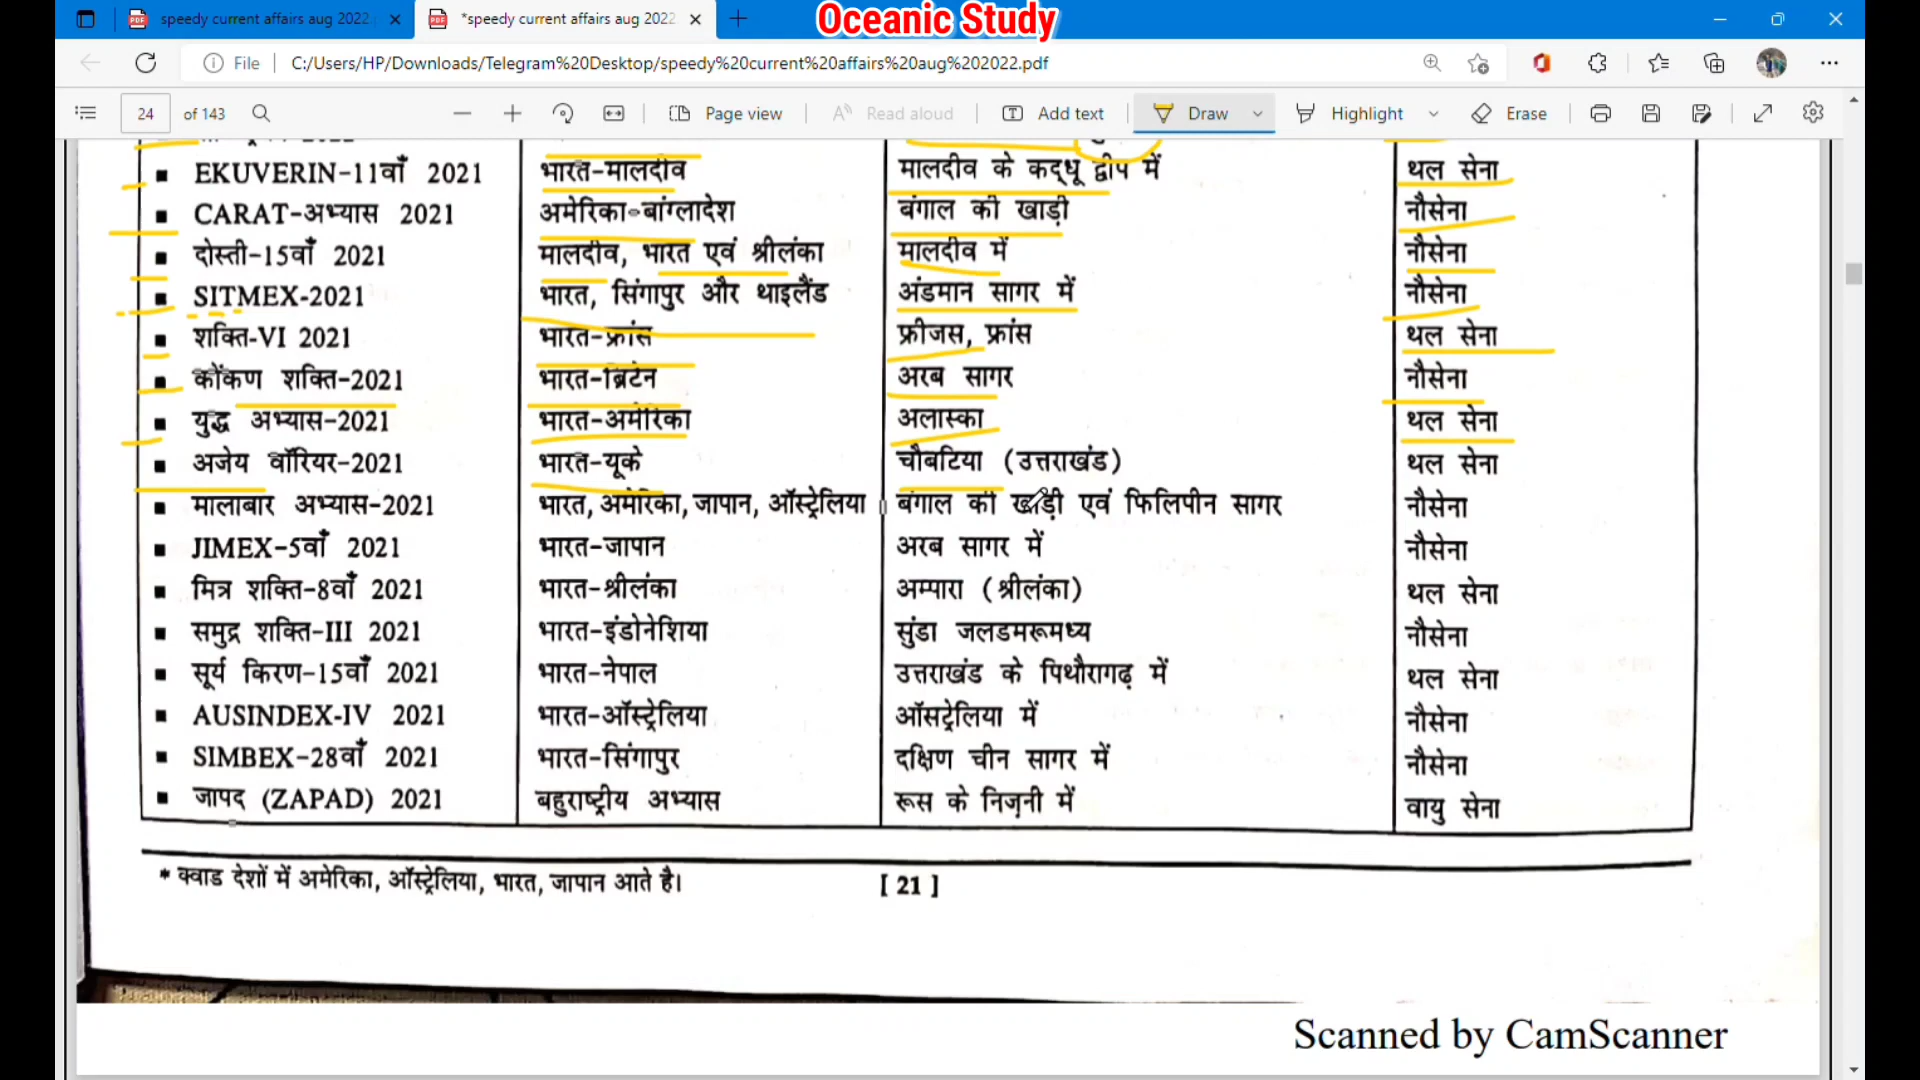 speedy current affairs aug 2022
*speedy current affairs aug 2022
Oceanic Study
File C:/Users/HP/Downloads/Telegram%20Desktop/speedy%20current%20affairs%20aug%202022.pdf
24 of 143 Page view Read aloud Add text Draw Highlight Erase
EKUVERIN-11वाँ 2021 भारत-मालदीव मालदीव के कद्धू द्वीप में थल सेना
CARAT-अभ्यास 2021 अमेरिका-बांग्लादेश बंगाल की खाड़ी नौसेना
दोस्ती-15वाँ 2021 मालदीव, भारत एवं श्रीलंका मालदीव में नौसेना
SITMEX-2021 भारत, सिंगापुर और थाइलैंड अंडमान सागर में नौसेना
शक्ति-VI 2021 भारत-फ्रांस फ्रीजस, फ्रांस थल सेना
कोंकण शक्ति-2021 भारत-ब्रिटेन अरब सागर नौसेना
युद्ध अभ्यास-2021 भारत-अमेरिका अलास्का थल सेना
अजेय वॉरियर-2021 भारत-यूके चौबटिया (उत्तराखंड) थल सेना
मालाबार अभ्यास-2021 भारत, अमेरिका, जापान, ऑस्ट्रेलिया बंगाल की खाड़ी एवं फिलिपीन सागर नौसेना
JIMEX-5वाँ 2021 भारत-जापान अरब सागर में नौसेना
मित्र शक्ति-8वाँ 2021 भारत-श्रीलंका अम्पारा (श्रीलंका) थल सेना
समुद्र शक्ति-III 2021 भारत-इंडोनेशिया सुंडा जलडमरूमध्य नौसेना
सूर्य किरण-15वाँ 2021 भारत-नेपाल उत्तराखंड के पिथौरागढ़ में थल सेना
AUSINDEX-IV 2021 भारत-ऑस्ट्रेलिया ऑसट्रेलिया में नौसेना
SIMBEX-28वाँ 2021 भारत-सिंगापुर दक्षिण चीन सागर में नौसेना
जापद (ZAPAD) 2021 बहुराष्ट्रीय अभ्यास रूस के निज़नी में वायु सेना
* क्वाड देशों में अमेरिका, ऑस्ट्रेलिया, भारत, जापान आते है। [ 21 ]
Scanned by CamScanner